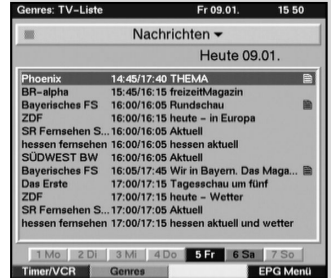 Genres: TV-Liste Fr 09.01. 15 50
Nachrichten
Heute 09.01.
Phoenix 14:45/17:40 THEMA
BR-alpha 15:45/16:15 freizeitMagazin
Bayerisches FS 16:00/16:05 Rundschau
ZDF 16:00/16:15 heute - in Europa
SR Fernsehen S... 16:00/16:05 Aktuell
hessen fernsehen 16:00/16:05 hessen aktuell
SÜDWEST BW 16:00/16:05 Aktuell
Bayerisches FS 16:05/17:45 Wir in Bayern. Das Maga...
Das Erste 17:00/17:15 Tagesschau um fünf
ZDF 17:00/17:15 heute - Wetter
SR Fernsehen S... 17:00/17:05 Aktuell
hessen fernsehen 17:00/17:15 hessen aktuell und wetter
1 Mo 2 Di 3 Mi 4 Do 5 Fr 6 Sa 7 So
Timer/VCR Genres EPG Menü